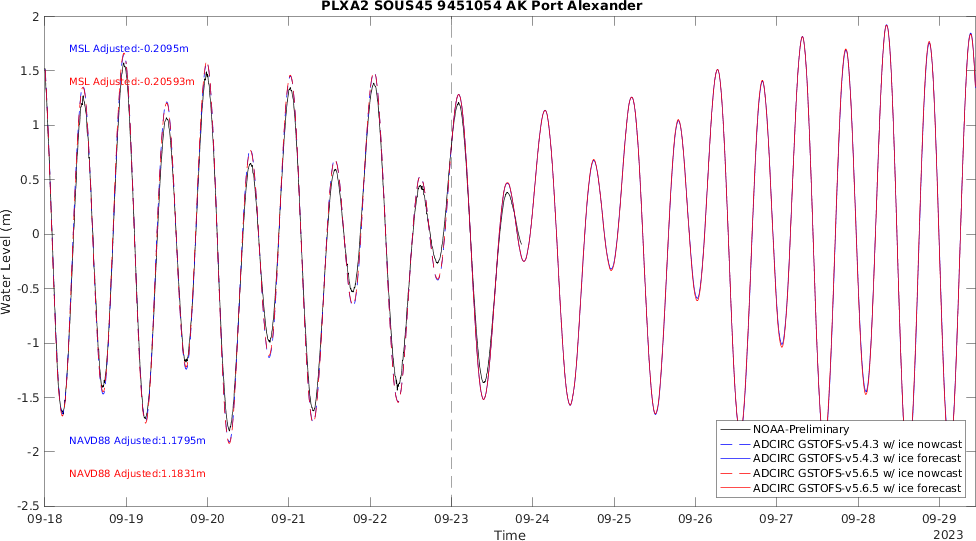 PLXA2 SOUS45 9451054 AK Port Alexander
2
1.5
1
0.5
0
-0.5
-1
-1.5
-2
-2.5
Water Level (m)
MSL Adjusted:-0.2095m
MSL Adjusted:-0.20593m
NAVD88 Adjusted:1.1795m
NAVD88 Adjusted:1.1831m
NOAA-Preliminary
ADCIRC GSTOFS-v5.4.3 w/ ice nowcast
ADCIRC GSTOFS-v5.4.3 w/ ice forecast
ADCIRC GSTOFS-v5.6.5 w/ ice nowcast
ADCIRC GSTOFS-v5.6.5 w/ ice forecast
09-18 09-19 09-20 09-21 09-22 09-23 09-24 09-25 09-26 09-27 09-28 09-29
Time 2023